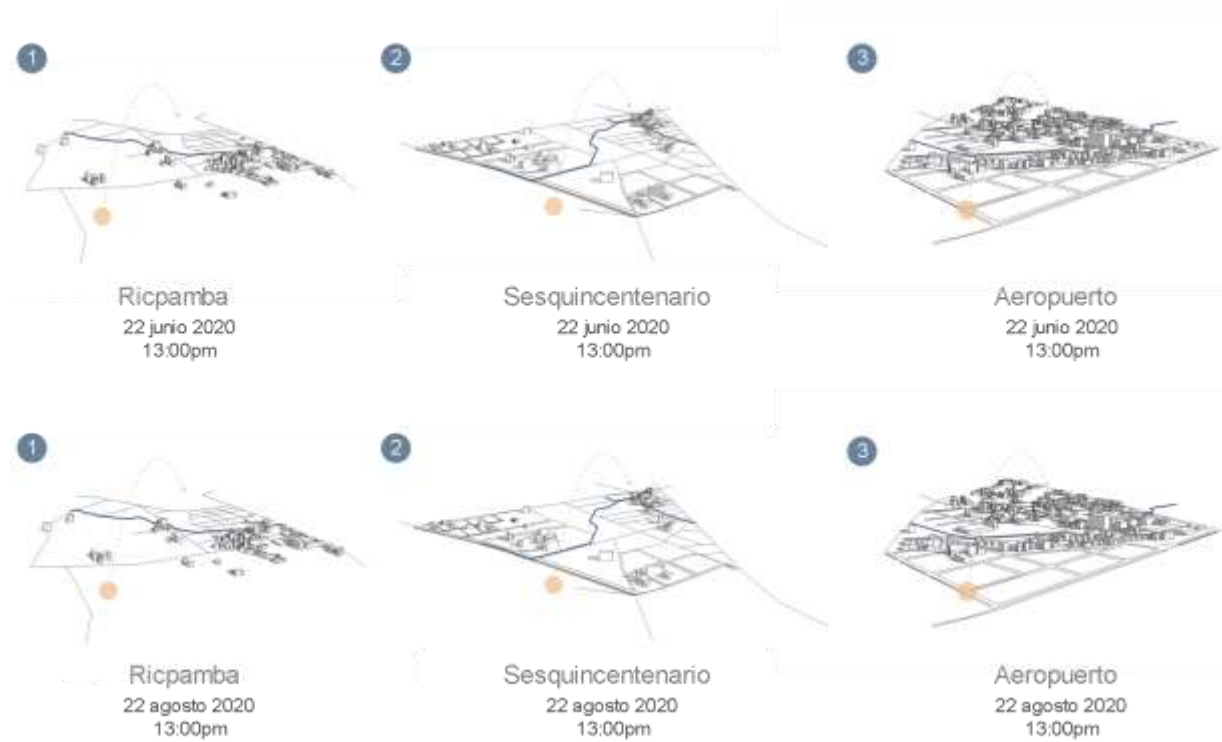 1
2
3
Ricpamba
22 junio 2020
13:00pm
Sesquincentenario
22 junio 2020
13:00pm
Aeropuerto
22 junio 2020
13:00pm
1
2
3
Ricpamba
22 agosto 2020
13:00pm
Sesquincentenario
22 agosto 2020
13:00pm
Aeropuerto
22 agosto 2020
13:00pm